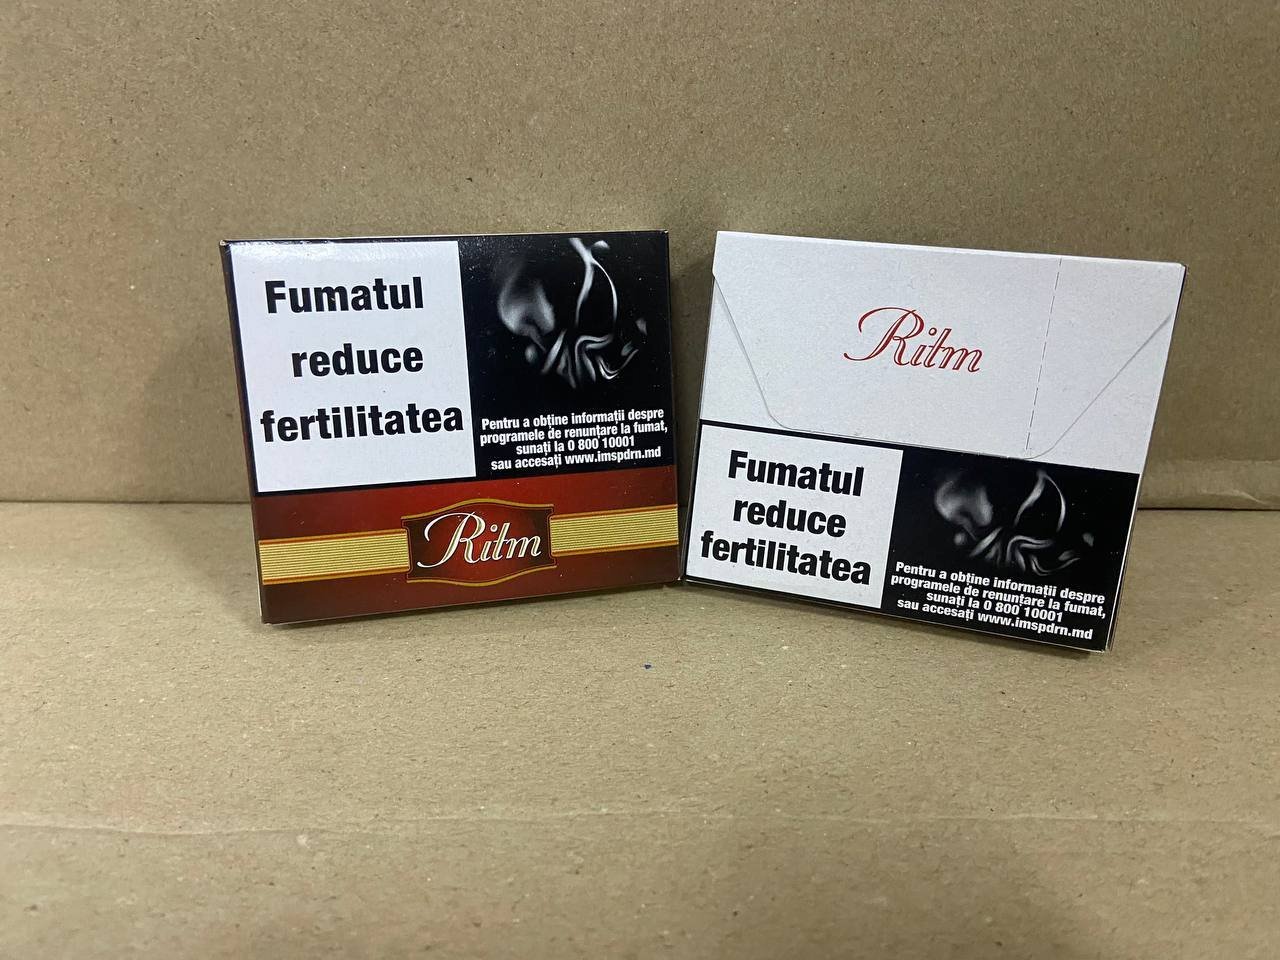 Fumatul
reduce
fertilitatea
Pentru a obține informații despre
programele de renunțare la fumat,
sunați la 0 800 10001
sau accesați www.imspdrn.md
Ritm
Ritm
Fumatul
reduce
fertilitatea
Pentru a obține informații despre
programele de renunțare la fumat,
sunați la 0 800 10001
sau accesați www.imspdrn.md